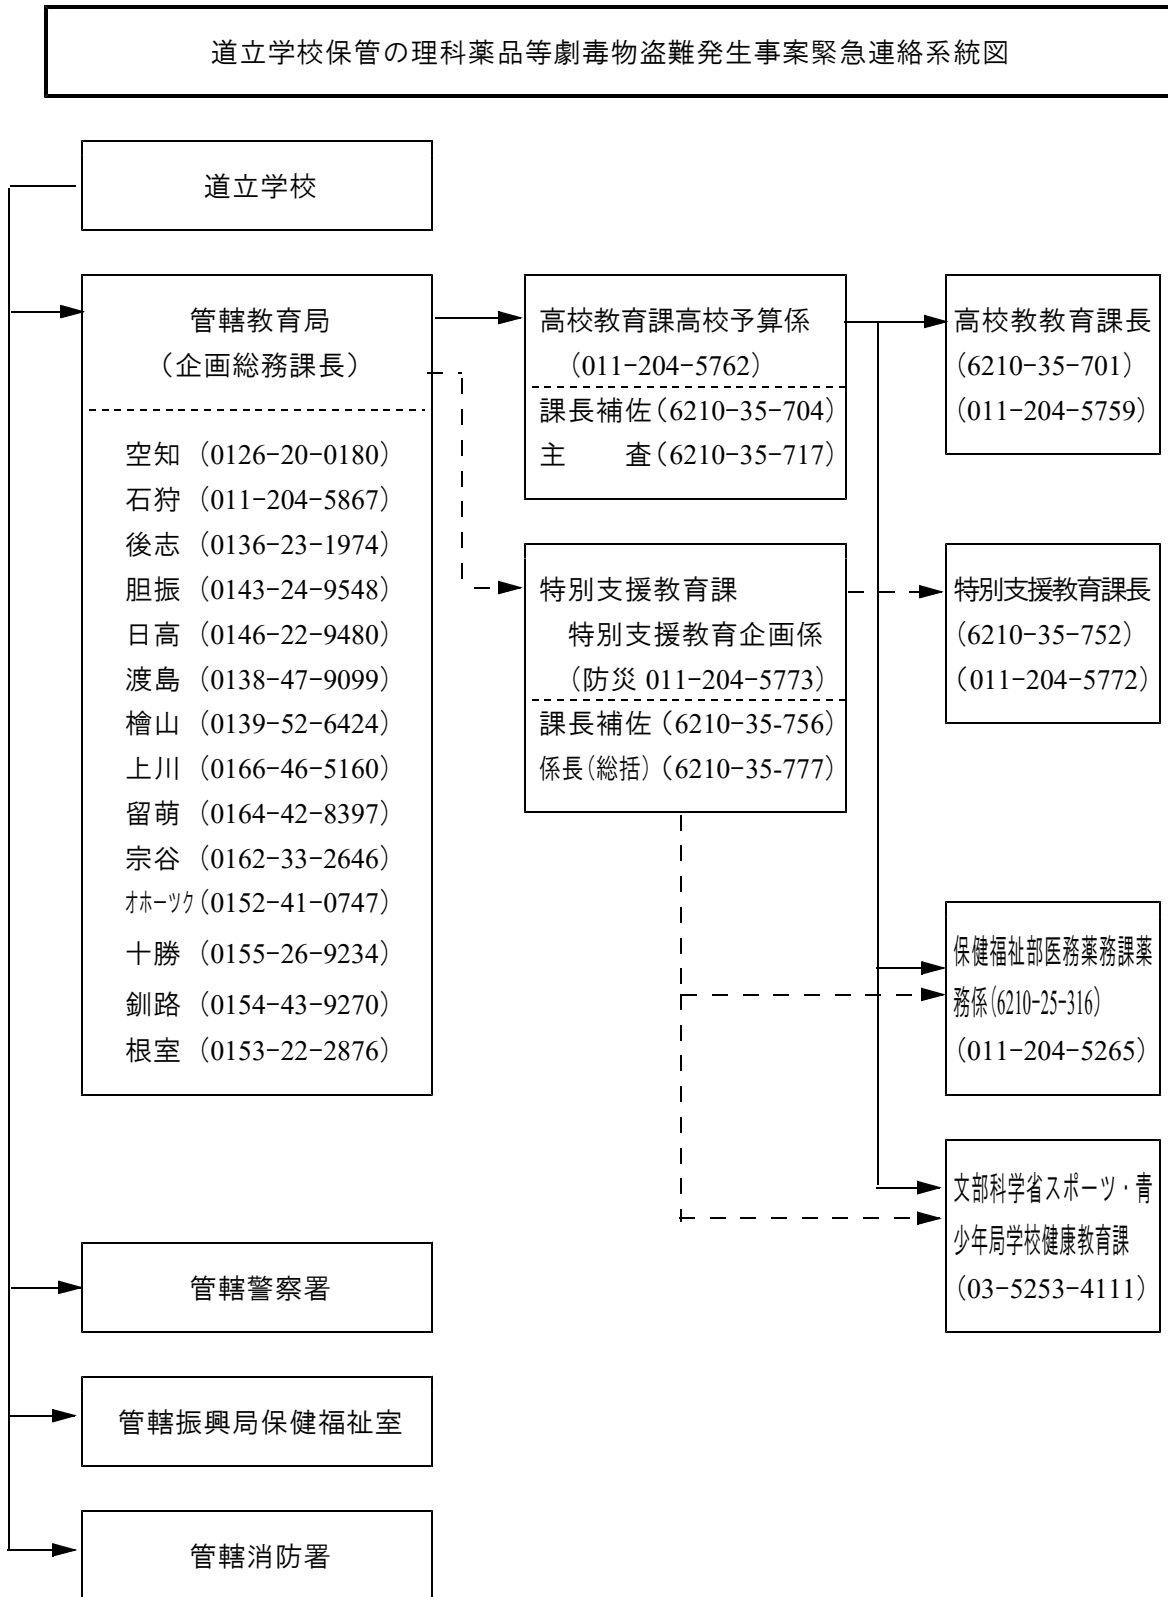 道立学校保管の理科薬品等劇毒物盗難発生事案緊急連絡系統図
道立学校
管轄教育局
（企画総務課長）
空知（0126-20-0180）
石狩（011-204-5867）
後志（0136-23-1974）
胆振（0143-24-9548）
日高（0146-22-9480）
渡島（0138-47-9099）
檜山（0139-52-6424）
上川（0166-46-5160）
留萌（0164-42-8397）
宗谷（0162-33-2646）
ｵﾎｰﾂｸ（0152-41-0747）
十勝（0155-26-9234）
釧路（0154-43-9270）
根室（0153-22-2876）
高校教育課高校予算係
（011-204-5762）
課長補佐（6210-35-704）
主　　査（6210-35-717）
特別支援教育課
特別支援教育企画係
（防災 011-204-5773）
課長補佐（6210-35-756）
係長（総括）（6210-35-777）
高校教教育課長
（6210-35-701）
（011-204-5759）
特別支援教育課長
（6210-35-752）
（011-204-5772）
保健福祉部医務薬務課薬
務係（6210-25-316）
（011-204-5265）
文部科学省スポーツ・青
少年局学校健康教育課
（03-5253-4111）
管轄警察署
管轄振興局保健福祉室
管轄消防署